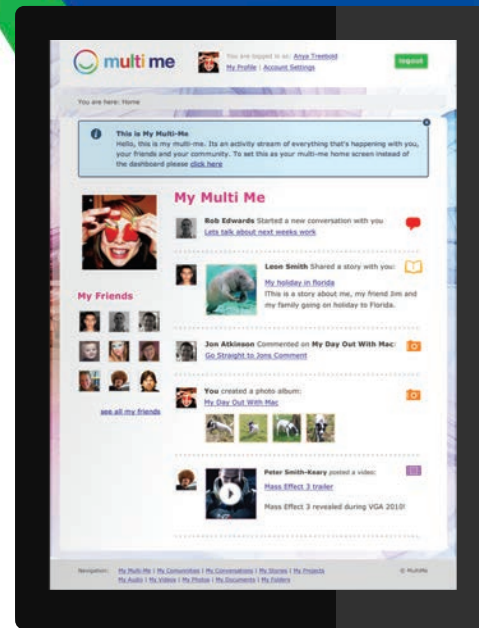 multi me
You are logged in as: Anya Treebold
My Profile | Account Settings
logout
You are here: Home
This is My Multi-Me
Hello, this is my multi-me. Its an activity stream of everything that's happening with you,
your friends and your community. To set this as your multi-me home screen instead of
the dashboard please click here
My Multi Me
Rob Edwards Started a new conversation with you
Lets talk about next weeks work
Leon Smith Shared a story with you:
My holiday in florida
IThis is a story about me, my friend Jim and
my family going on holiday to Florida.
My Friends
Jon Atkinson Commented on My Day Out With Mac:
Go Straight to Jons Comment
You created a photo album:
My Day Out With Mac
see all my friends
Peter Smith-Keary posted a video:
Mass Effect 3 trailer
Mass Effect 3 revealed during VGA 2010!
Navigation: My Multi-Me | My Communities | My Conversations | My Stories | My Projects
My Audio | My Videos | My Photos | My Documents | My Folders
© MultiMe